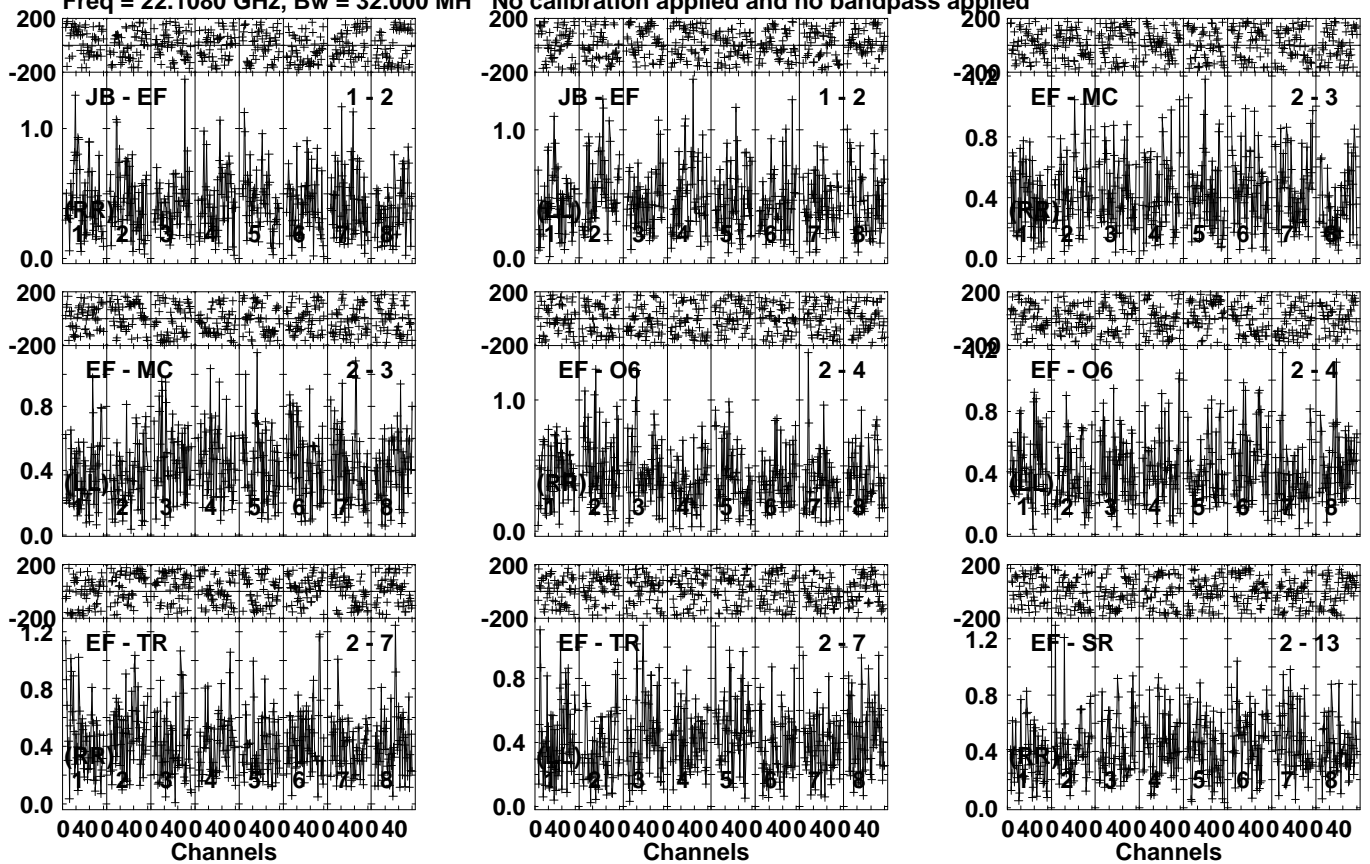 Freq = 22.1080 GHz, Bw = 32.000 MH No calibration applied and no bandpass applied
200 200 200
-200 -200 -200
1.2
JB - EF 1 - 2 JB - EF 1 - 2 EF - MC 2 - 3
1.0 1.0 0.8
0.4
(RR) (LL) (RR)
1 2 3 4 5 6 7 8 1 2 3 4 5 6 7 8 1 2 3 4 5 6 7 8
0.0 0.0 0.0
200 200 200
-200 -200 -200
1.2
EF - MC 2 - 3 EF - O6 2 - 4 EF - O6 2 - 4
0.8 1.0 0.8
0.4 0.4
(LL) (RR) (LL)
1 2 3 4 5 6 7 8 1 2 3 4 5 6 7 8 1 2 3 4 5 6 7 8
0.0 0.0 0.0
200 200 200
-200 -200 -200
1.2 1.2
EF - TR 2 - 7 EF - TR 2 - 7 EF - SR 2 - 13
0.8 0.8 0.8
0.4 0.4 0.4
(RR) (LL) (RR)
1 2 3 4 5 6 7 8 1 2 3 4 5 6 7 8 1 2 3 4 5 6 7 8
0.0 0.0 0.0
0 40 0 40 0 40 0 40 0 40 0 40 0 40 0 40 0 40 0 40 0 40 0 40 0 40 0 40 0 40 0 40 0 40 0 40 0 40 0 40 0 40 0 40 0 40 0 40
Channels Channels Channels